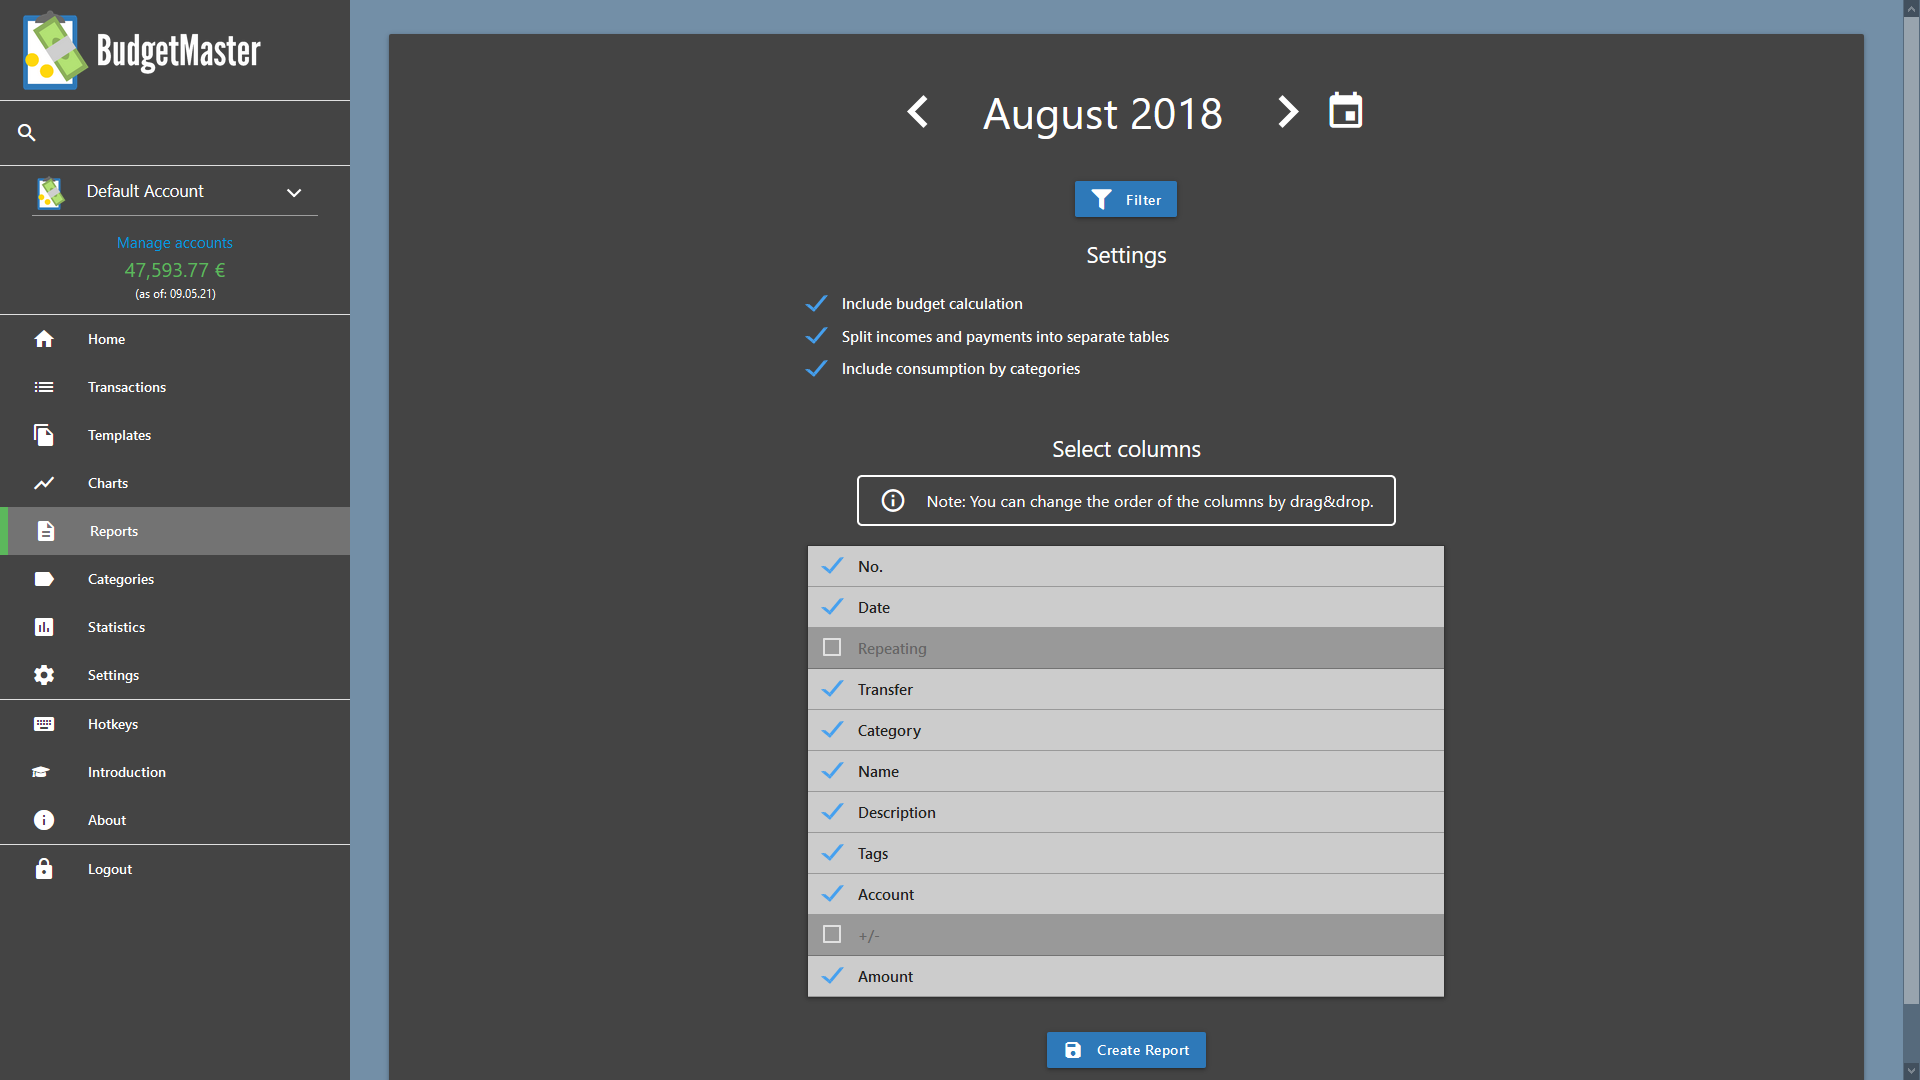 BudgetMaster
Default Account
Manage accounts
47,593.77 €
(as of: 09.05.21)
Home
Transactions
Templates
Charts
Reports
Categories
Statistics
Settings
Hotkeys
Introduction
About
Logout
August 2018
Filter
Settings
Include budget calculation
Split incomes and payments into separate tables
Include consumption by categories
Select columns
Note: You can change the order of the columns by drag&drop.
No.
Date
Repeating
Transfer
Category
Name
Description
Tags
Account
+/-
Amount
Create Report